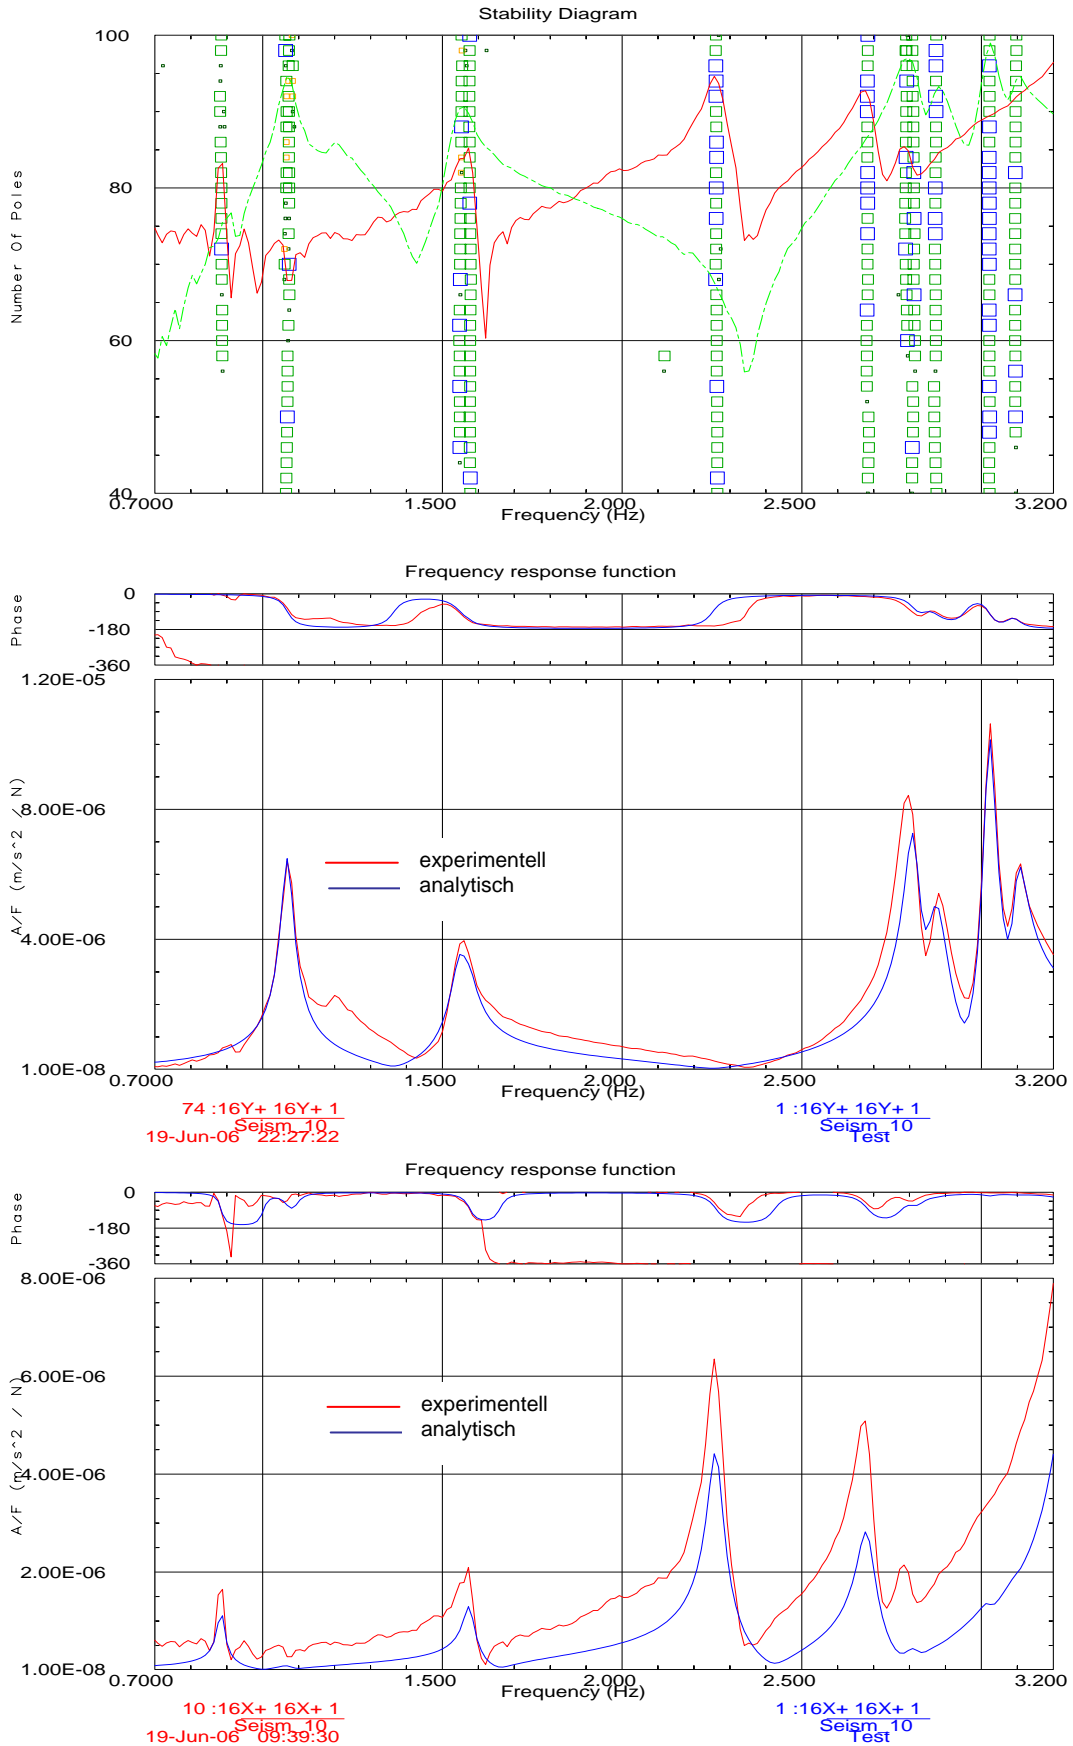 Stability Diagram
100
80
60
40
Number Of Poles
0.7000 1.500 2.000 2.500 3.200
Frequency (Hz)
Frequency response function
0
-180
-360
Phase
1.20E-05
8.00E-06
4.00E-06
1.00E-08
A/F (m/s^2 / N)
experimentell
analytisch
0.7000 1.500 2.000 2.500 3.200
Frequency (Hz)
74 :16Y+ 16Y+ 1
Seism_10
19-Jun-06 22:27:22
1 :16Y+ 16Y+ 1
Seism_10
Test
Frequency response function
0
-180
-360
Phase
8.00E-06
6.00E-06
4.00E-06
2.00E-06
1.00E-08
A/F (m/s^2 / N)
experimentell
analytisch
0.7000 1.500 2.000 2.500 3.200
Frequency (Hz)
10 :16X+ 16X+ 1
Seism_10
19-Jun-06 09:39:30
1 :16X+ 16X+ 1
Seism_10
Test